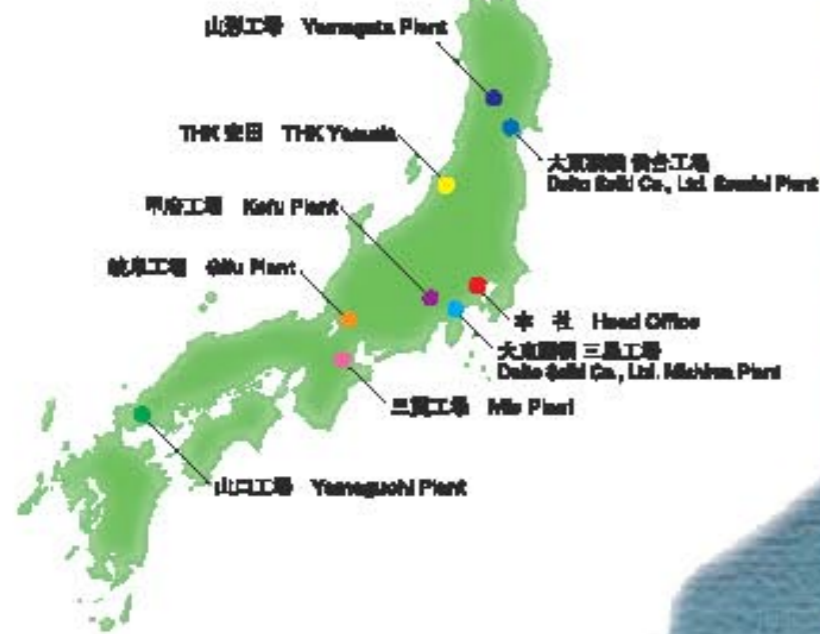 山形工場 Yamagata Plant
THK 安田 THK Yasuda
大東製機 仙台工場
Daito Seiki Co., Ltd. Sendai Plant
甲府工場 Kofu Plant
岐阜工場 Gifu Plant
本 社 Head Office
大東製機 三島工場
Daito Seiki Co., Ltd. Mishima Plant
三重工場 Mie Plant
山口工場 Yamaguchi Plant